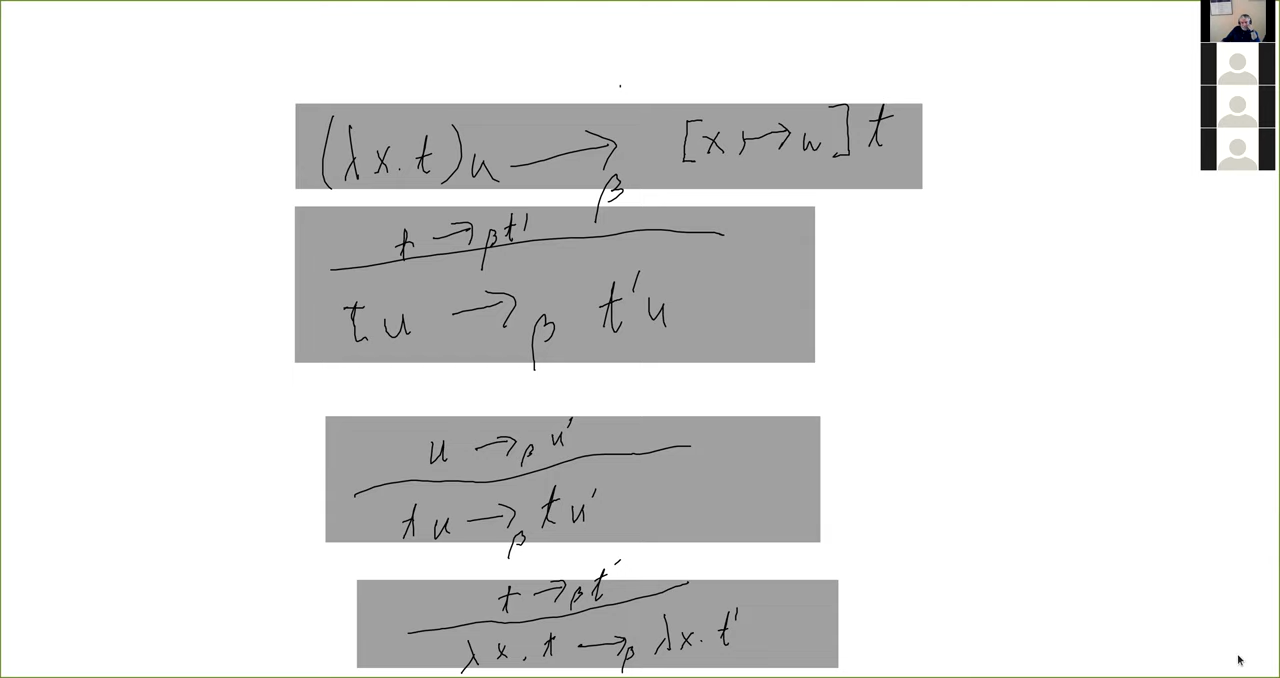 (λx.t)u →β [x ↦ u]t
t →β t'
t u →β t'u
u →β u'
t u →β t u'
t →β t'
λx.t →β λx.t'